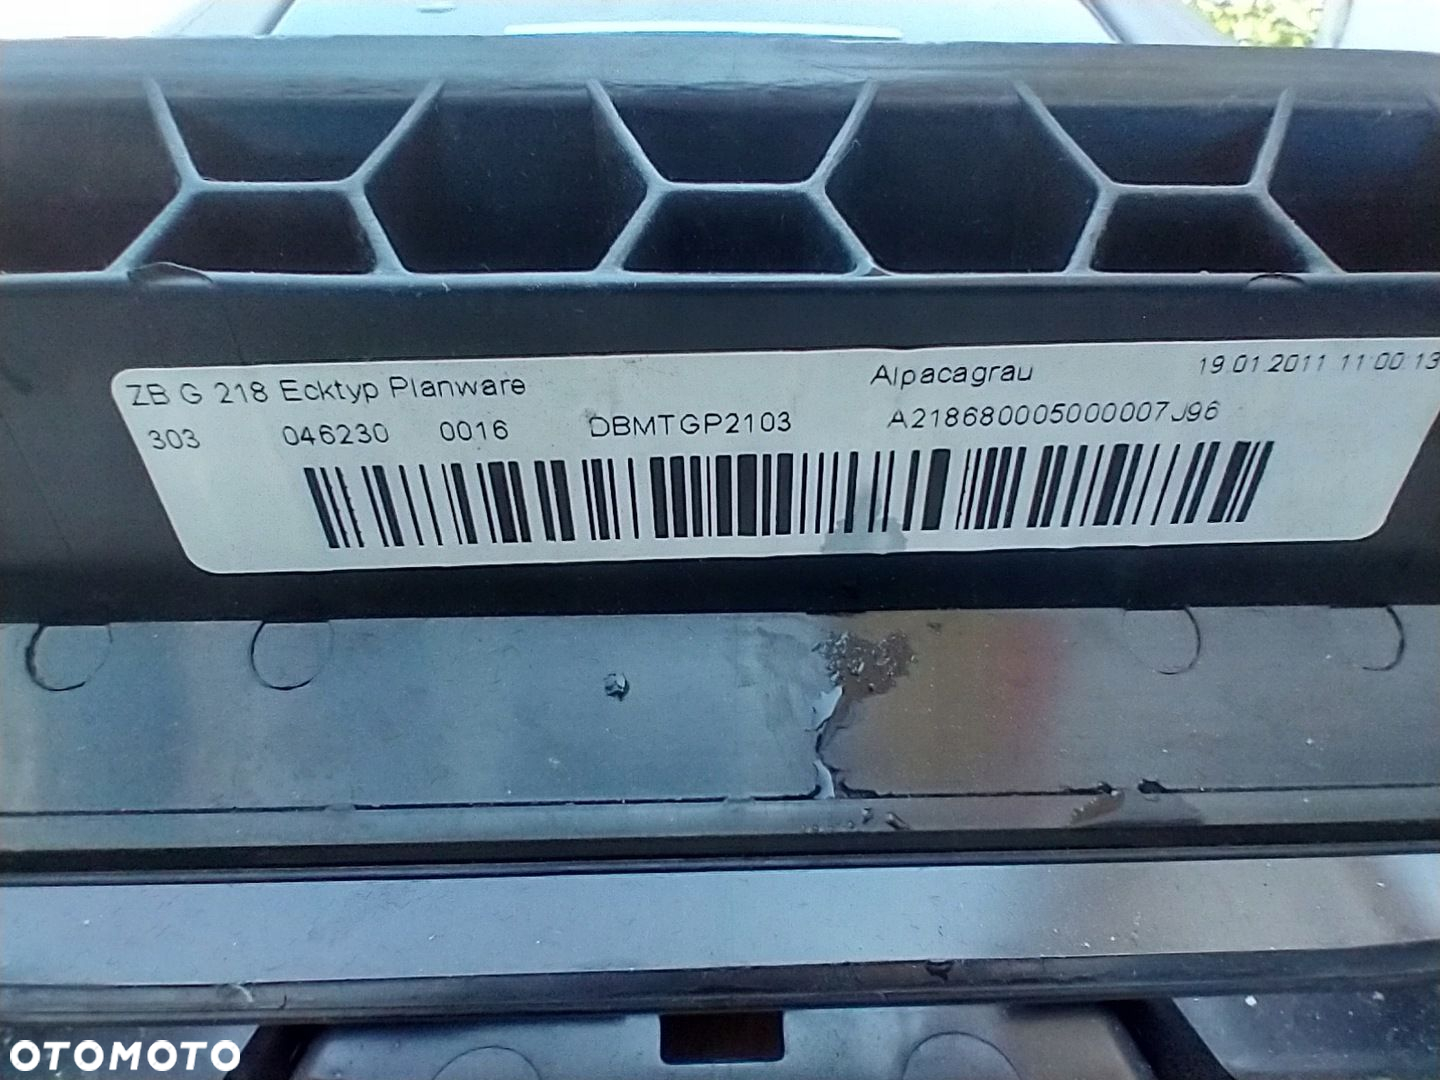 ZB G 218 Ecktyp Planware Alpacagrau 19.01.2011 11:00:13
303 046230 0016 DBMTGP2103 A218680005000007J96
OTOMOTO